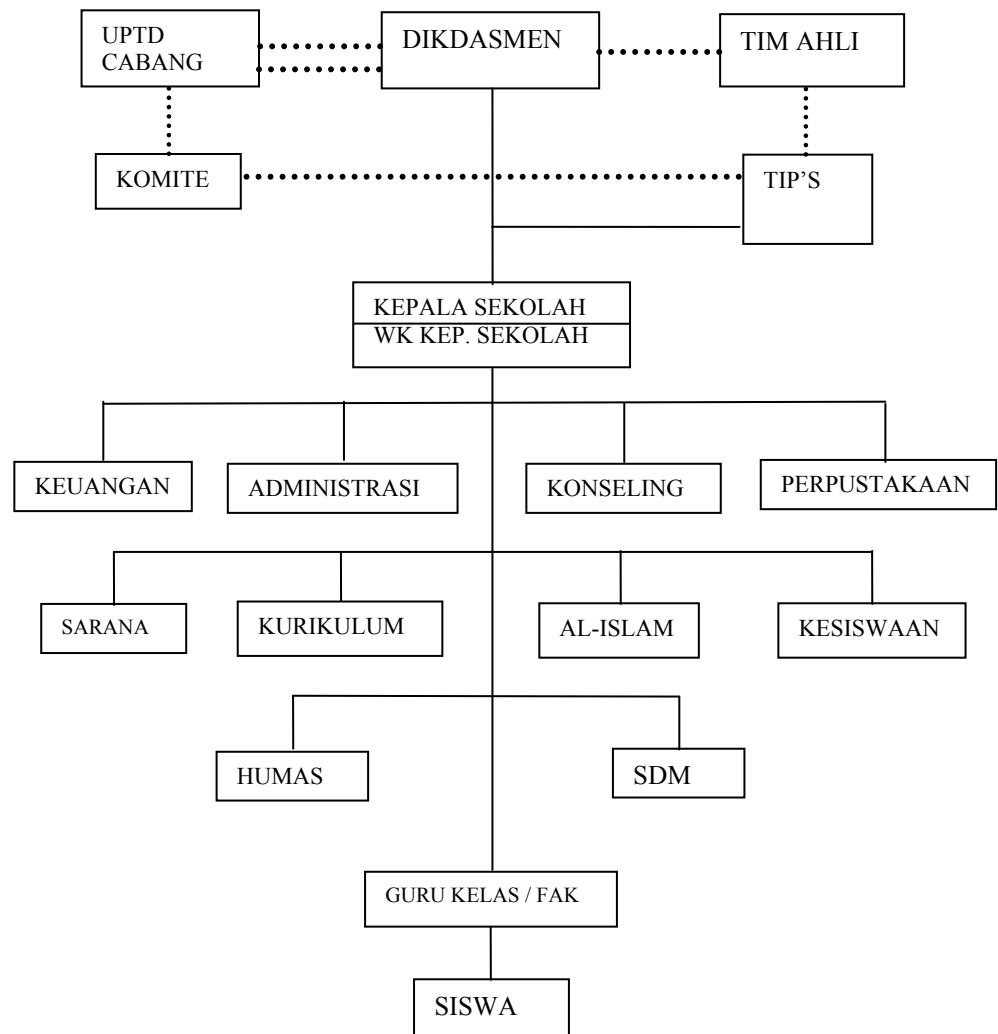 UPTD
CABANG
DIKDASMEN
TIM AHLI
KOMITE
TIP’S
KEPALA SEKOLAH
WK KEP. SEKOLAH
KEUANGAN
ADMINISTRASI
KONSELING
PERPUSTAKAAN
SARANA
KURIKULUM
AL-ISLAM
KESISWAAN
HUMAS
SDM
GURU KELAS / FAK
SISWA